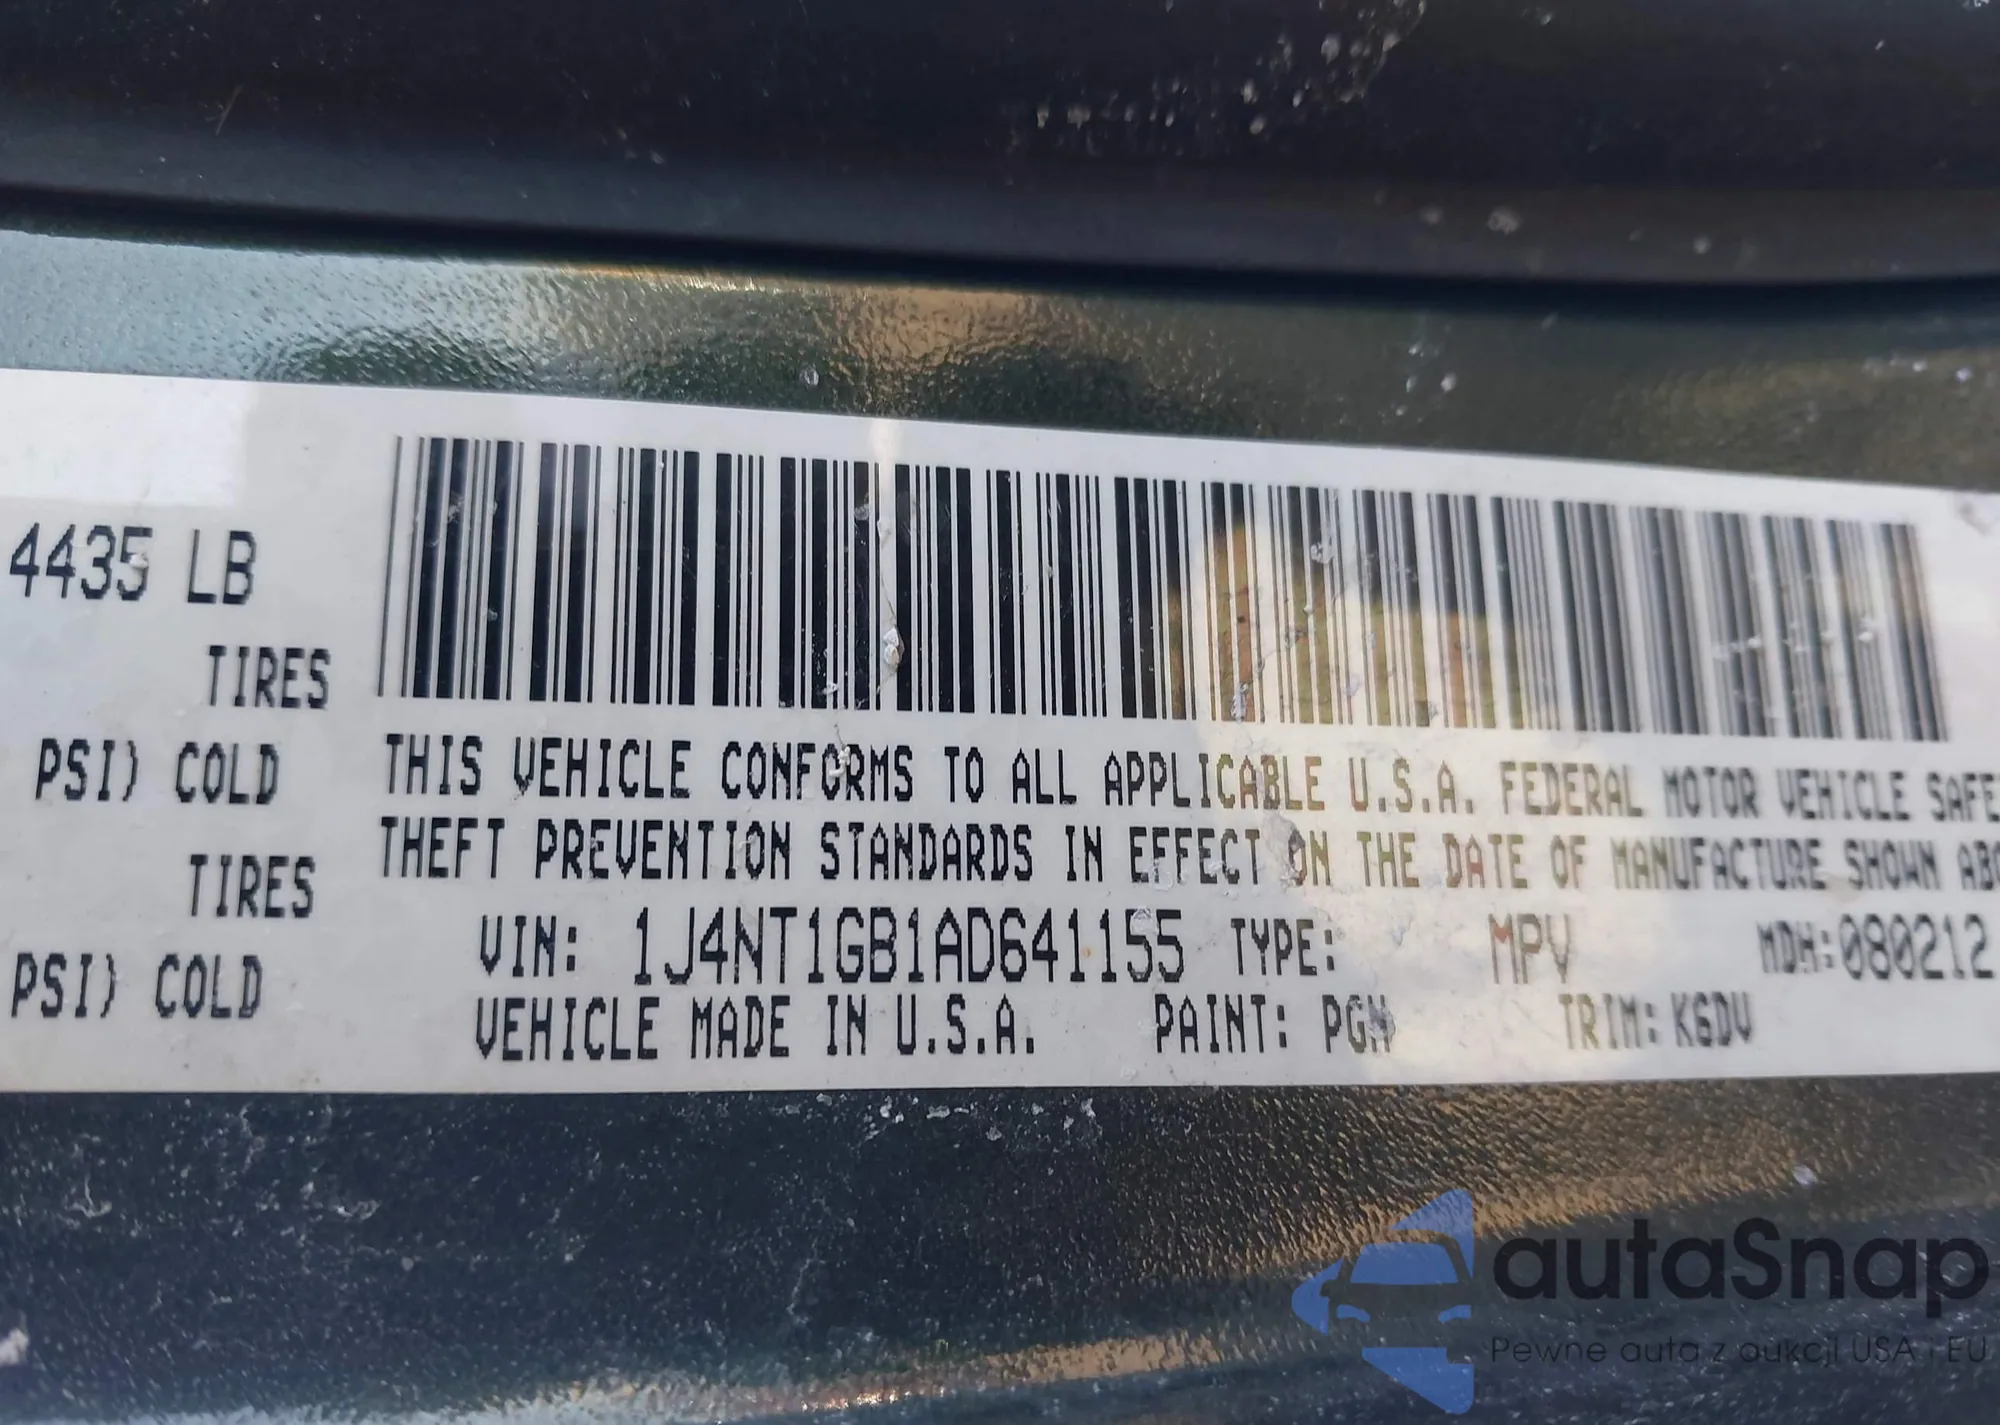 4435 LB
TIRES
PSI) COLD
TIRES
PSI) COLD
THIS VEHICLE CONFORMS TO ALL APPLICABLE U.S.A. FEDERAL MOTOR VEHICLE SAFE
THEFT PREVENTION STANDARDS IN EFFECT ON THE DATE OF MANUFACTURE SHOWN ABO
VIN: 1J4NT1GB1AD641155 TYPE: MPV MDH:080212
VEHICLE MADE IN U.S.A. PAINT: PGN TRIM: K6DV
autaSnap
Pewne auta z aukcji USA i EU